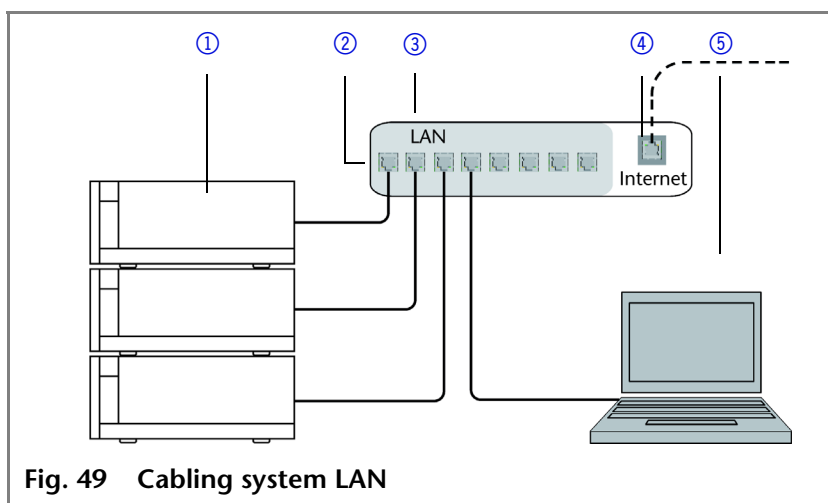 ① ② ③ ④ ⑤
LAN
Internet
Fig. 49 Cabling system LAN